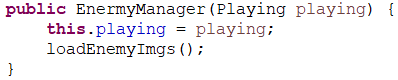 public EnermyManager(Playing playing) {
    this.playing = playing;
    loadEnemyImgs();
}